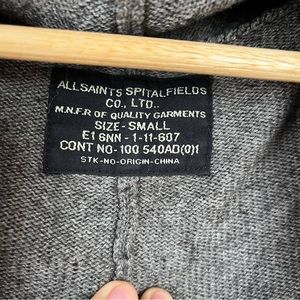 ALLSAINTS SPITALFIELDS
CO., LTD..
M.N.F.R OF QUALITY GARMENTS
SIZE-SMALL
E1 6NN - 1-11-607
CONT NO-100 540AD(0)1
STK-NO-ORIGIN-CHINA